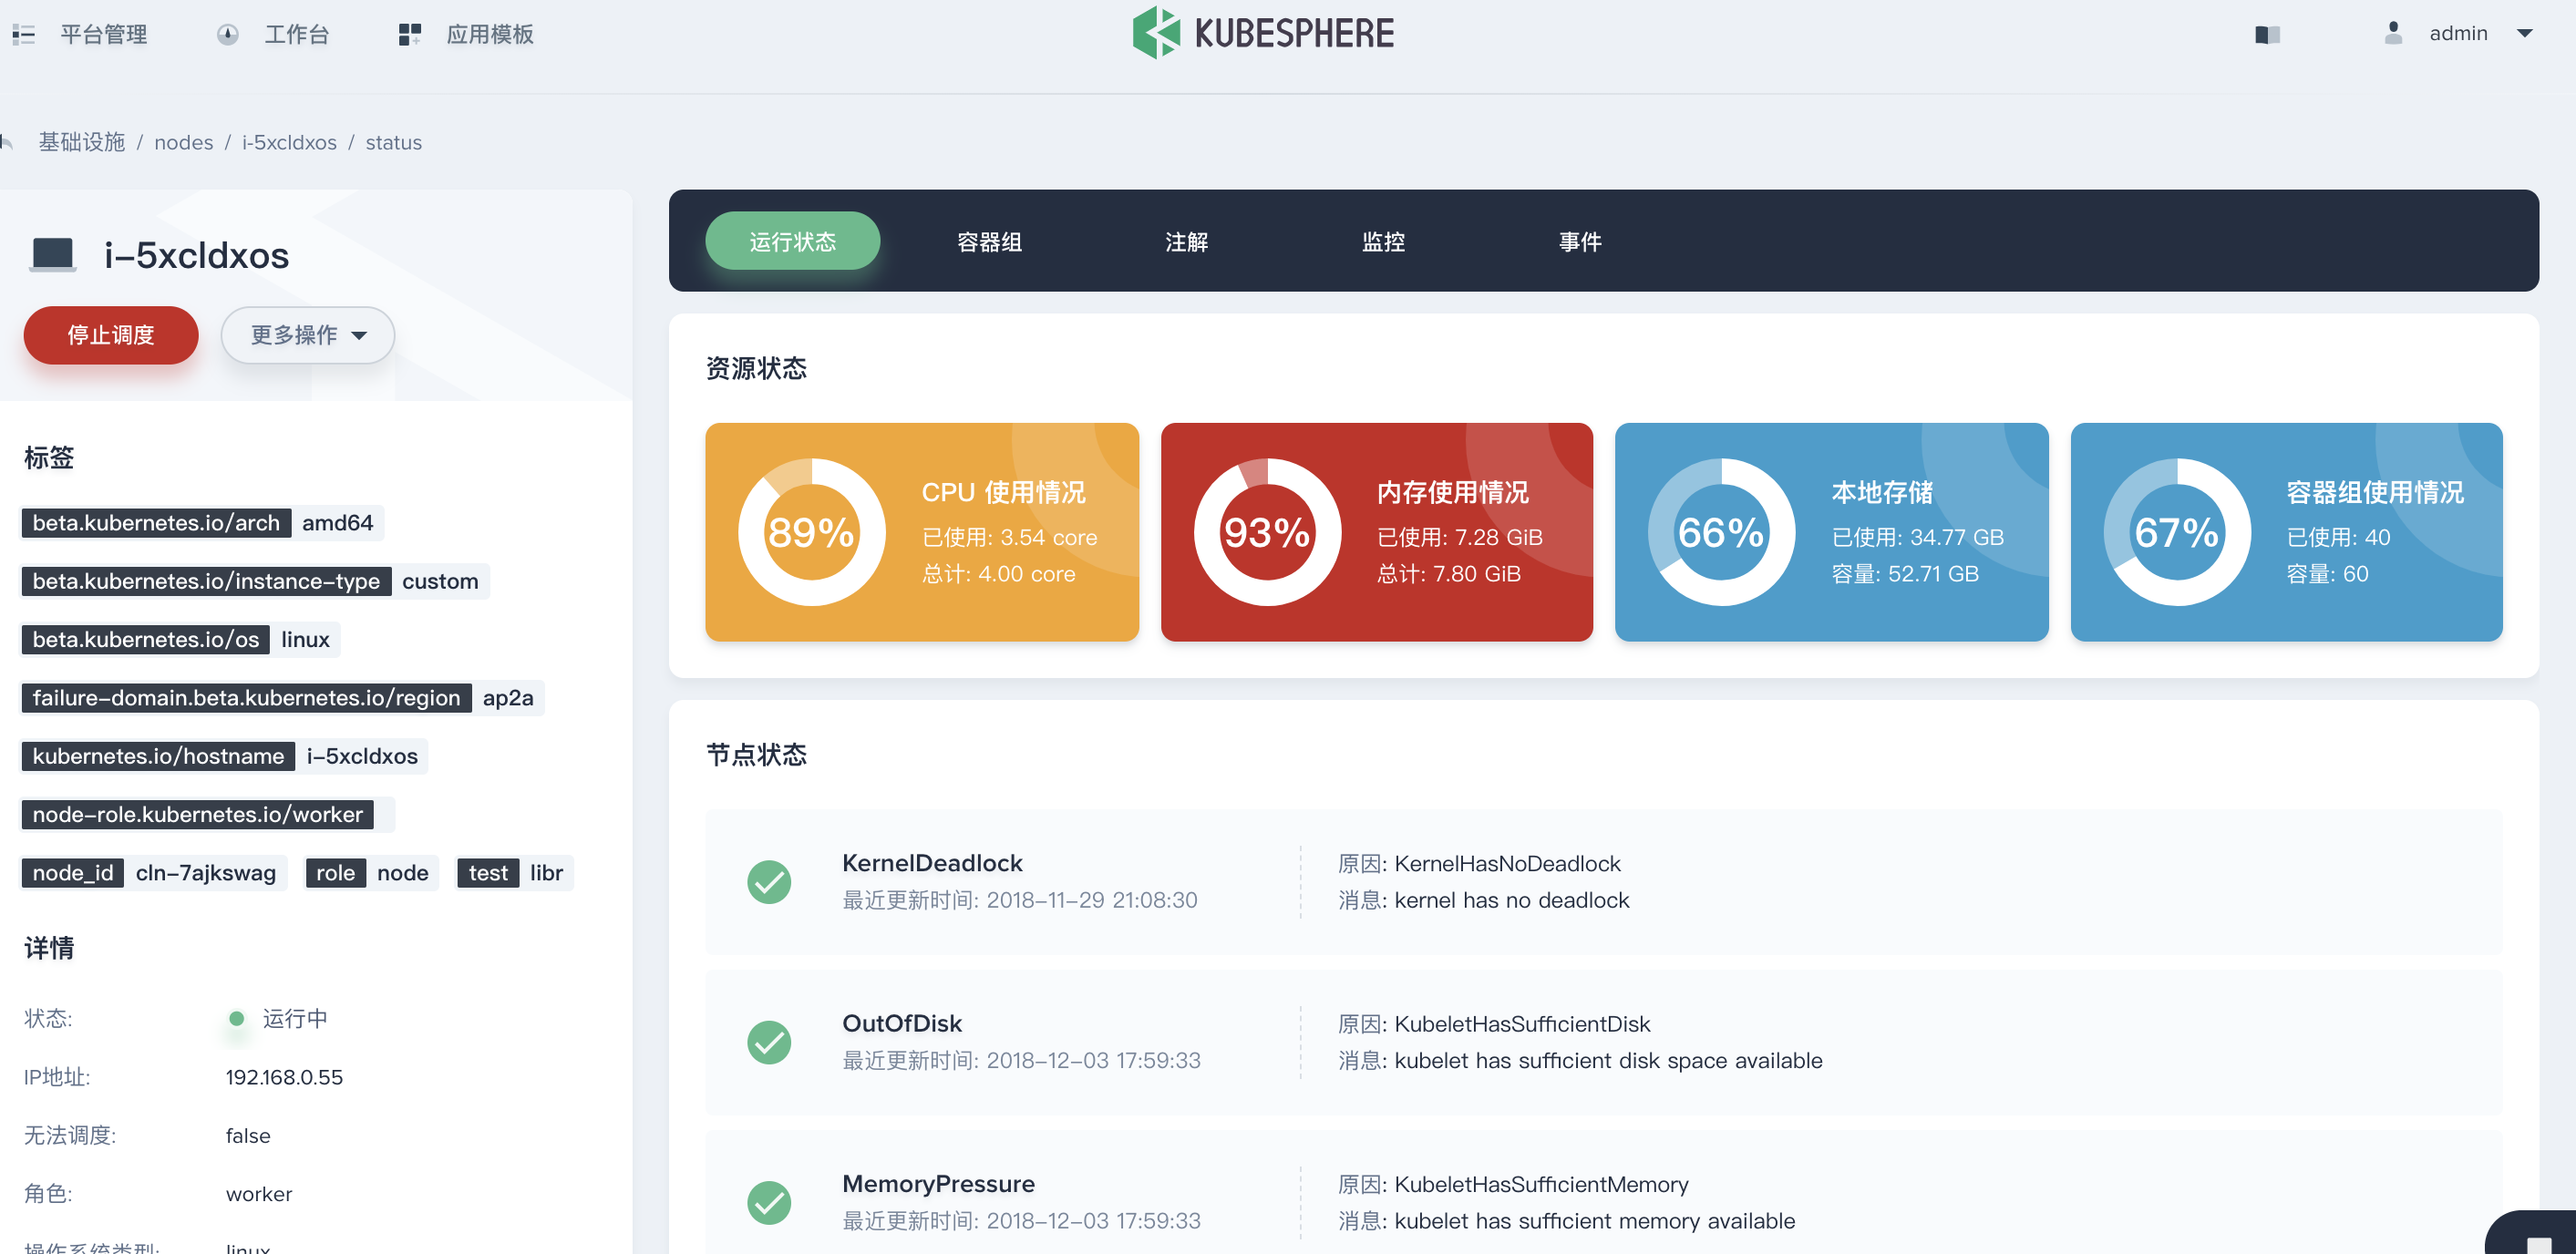 平台管理 工作台 应用模板 KUBESPHERE admin
基础设施 / nodes / i-5xcldxos / status
i-5xcldxos
停止调度 更多操作
标签
beta.kubernetes.io/arch amd64
beta.kubernetes.io/instance-type custom
beta.kubernetes.io/os linux
failure-domain.beta.kubernetes.io/region ap2a
kubernetes.io/hostname i-5xcldxos
node-role.kubernetes.io/worker
node_id cln-7ajkswag role node test libr
详情
状态: 运行中
IP地址: 192.168.0.55
无法调度: false
角色: worker
操作系统类型: linux
运行状态 容器组 注解 监控 事件
资源状态
89%
CPU 使用情况
已使用: 3.54 core
总计: 4.00 core
93%
内存使用情况
已使用: 7.28 GiB
总计: 7.80 GiB
66%
本地存储
已使用: 34.77 GB
容量: 52.71 GB
67%
容器组使用情况
已使用: 40
容量: 60
节点状态
KernelDeadlock
最近更新时间: 2018-11-29 21:08:30
原因: KernelHasNoDeadlock
消息: kernel has no deadlock
OutOfDisk
最近更新时间: 2018-12-03 17:59:33
原因: KubeletHasSufficientDisk
消息: kubelet has sufficient disk space available
MemoryPressure
最近更新时间: 2018-12-03 17:59:33
原因: KubeletHasSufficientMemory
消息: kubelet has sufficient memory available